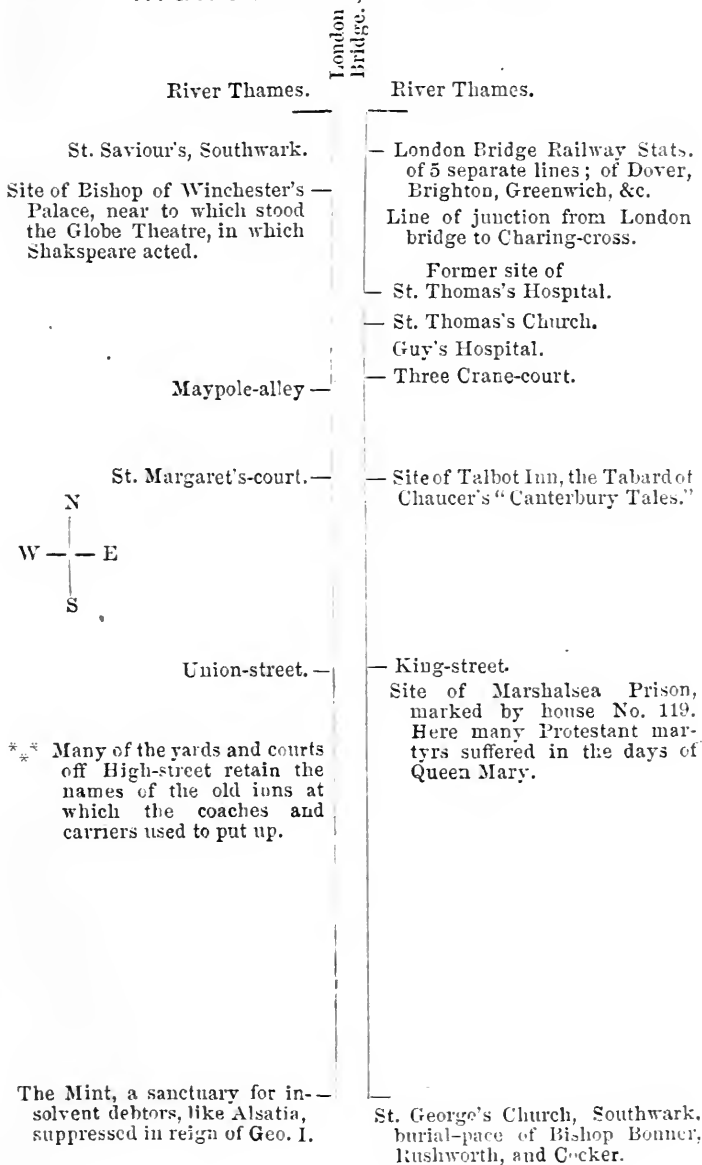 London
Bridge.
River Thames.
River Thames.
St. Saviour's, Southwark.
Site of Bishop of Winchester's —
Palace, near to which stood
the Globe Theatre, in which
Shakspeare acted.
Maypole-alley —
St. Margaret's-court. —
N
W — — E
S
Union-street. —
*⁎* Many of the yards and courts
off High-street retain the
names of the old inns at
which the coaches and
carriers used to put up.
The Mint, a sanctuary for in- —
solvent debtors, like Alsatia,
suppressed in reign of Geo. I.
— London Bridge Railway Stats.
of 5 separate lines; of Dover,
Brighton, Greenwich, &c.
Line of junction from London
bridge to Charing-cross.
Former site of
— St. Thomas's Hospital.
— St. Thomas's Church.
Guy's Hospital.
— Three Crane-court.
— Site of Talbot Inn, the Tabard of
Chaucer's "Canterbury Tales."
— King-street.
Site of Marshalsea Prison,
marked by house No. 119.
Here many Protestant mar-
tyrs suffered in the days of
Queen Mary.
St. George's Church, Southwark,
burial-pace of Bishop Bonner,
Rushworth, and Cocker.